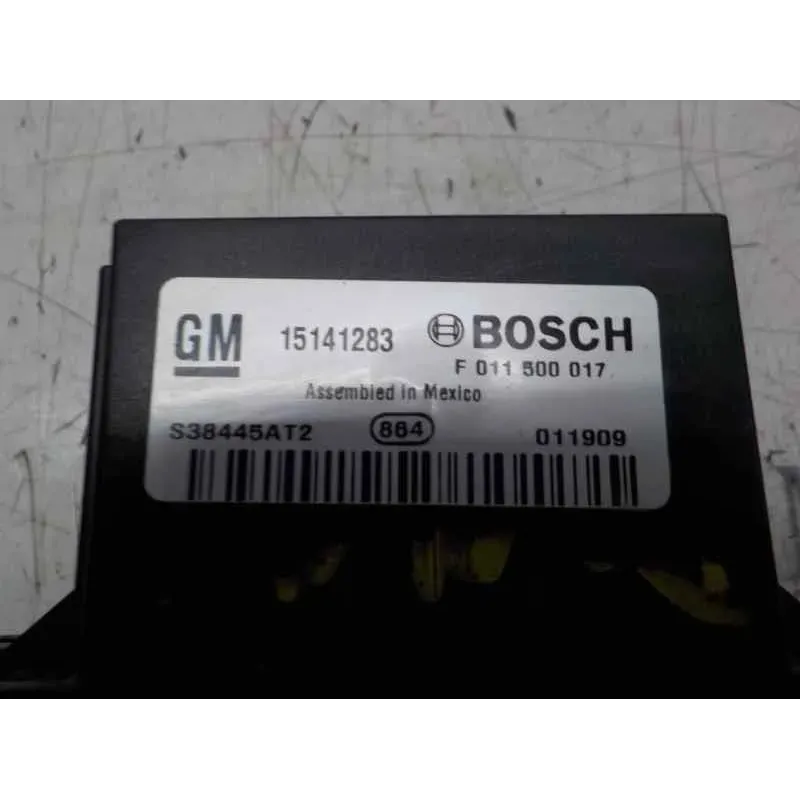 GM 15141283 BOSCH
F 011 500 017
Assembled in Mexico
S38445AT2 864 011909